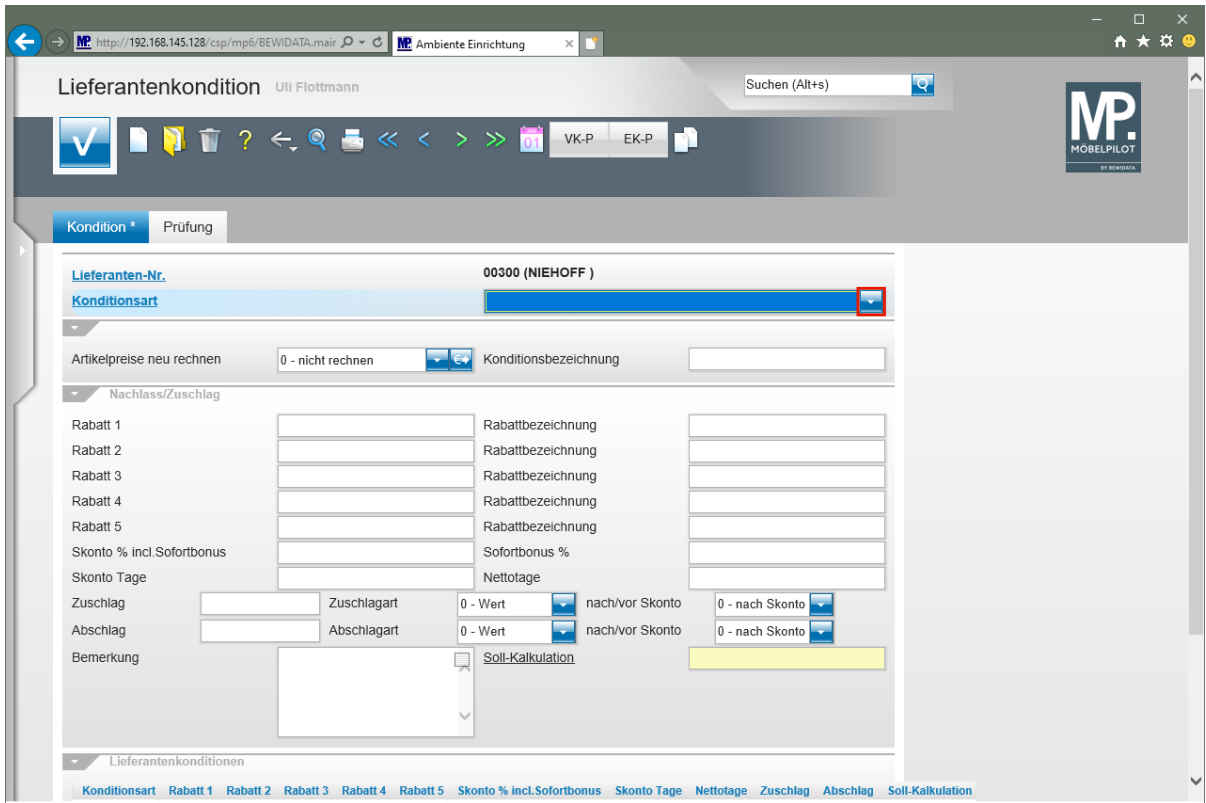 http://192.168.145.128/csp/mp6/BEWIDATA.mair
MP. Ambiente Einrichtung
Lieferantenkondition Uli Flottmann
Suchen (Alt+s)
MP.
MÖBELPILOT
BY BEWIDATA
? 01 VK-P EK-P
Kondition * Prüfung
Lieferanten-Nr. 00300 (NIEHOFF )
Konditionsart
Artikelpreise neu rechnen 0 - nicht rechnen Konditionsbezeichnung
Nachlass/Zuschlag
Rabatt 1 Rabattbezeichnung
Rabatt 2 Rabattbezeichnung
Rabatt 3 Rabattbezeichnung
Rabatt 4 Rabattbezeichnung
Rabatt 5 Rabattbezeichnung
Skonto % incl.Sofortbonus Sofortbonus %
Skonto Tage Nettotage
Zuschlag Zuschlagart 0 - Wert nach/vor Skonto 0 - nach Skonto
Abschlag Abschlagart 0 - Wert nach/vor Skonto 0 - nach Skonto
Bemerkung Soll-Kalkulation
Lieferantenkonditionen
Konditionsart Rabatt 1 Rabatt 2 Rabatt 3 Rabatt 4 Rabatt 5 Skonto % incl.Sofortbonus Skonto Tage Nettotage Zuschlag Abschlag Soll-Kalkulation